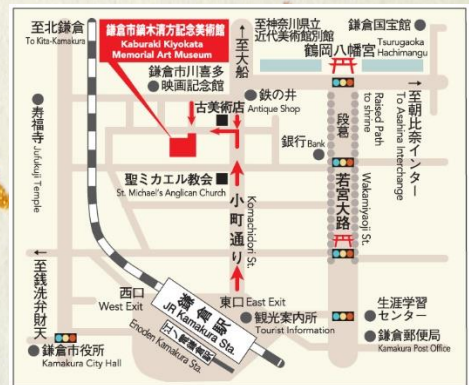 至北鎌倉
To Kita-Kamakura
鎌倉市鏑木清方記念美術館
Kaburaki Kiyokata
Memorial Art Museum
至大船
至神奈川県立
近代美術館別館
鎌倉国宝館
鶴岡八幡宮
Tsurugaoka
Hachimangu
鎌倉市川喜多
映画記念館
鉄の井
古美術店
Antique Shop
段葛
Raised Path
to shrine
至朝比奈インター
To Asahina Interchange
寿福寺
Jufukuji Temple
銀行 Bank
聖ミカエル教会
St. Michael's Anglican Church
小町通り
Komachidori St.
若宮大路
Wakamiyaoji St.
至銭洗弁財天
西口
West Exit
鎌倉駅
JR Kamakura Sta.
江ノ電鎌倉駅
Enoden Kamakura Sta.
東口 East Exit
観光案内所
Tourist Information
生涯学習
センター
鎌倉郵便局
Kamakura Post Office
鎌倉市役所
Kamakura City Hall